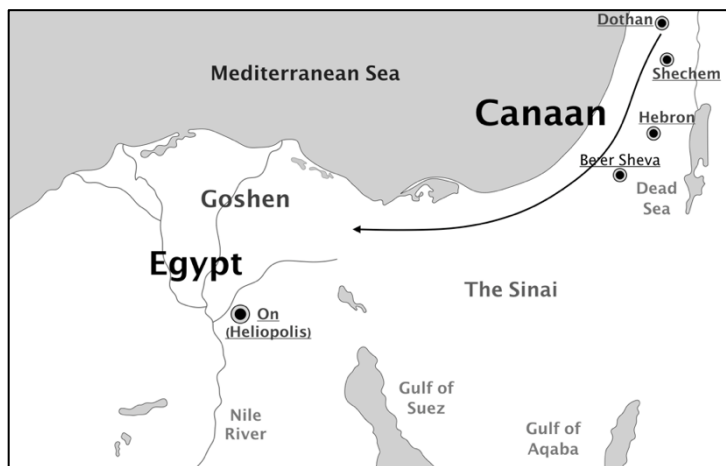 Dothan
Mediterranean Sea
Shechem
Canaan
Hebron
Be'er Sheva
Goshen
Dead
Sea
Egypt
The Sinai
On
(Heliopolis)
Gulf of
Suez
Nile
River
Gulf of
Aqaba